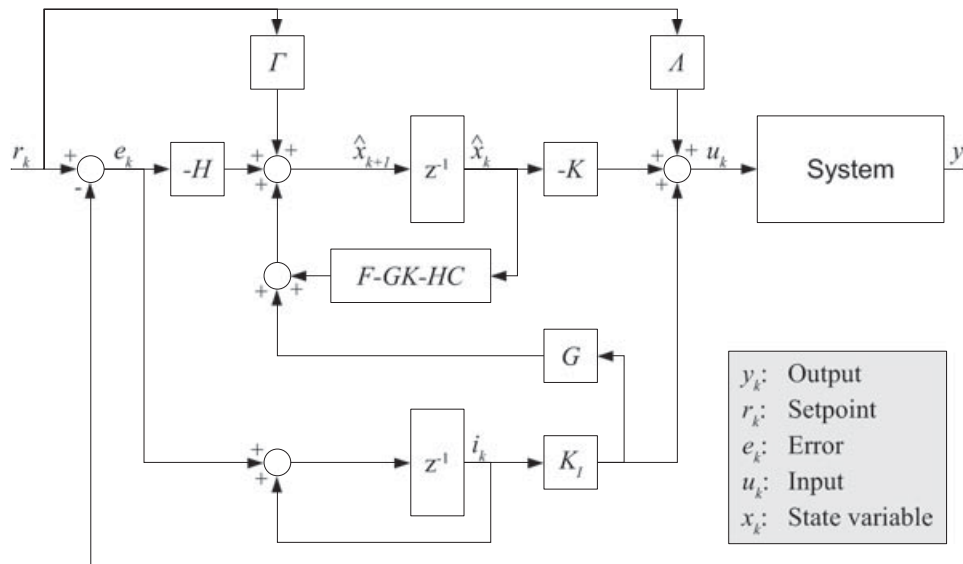 Γ
Λ
r_k
+
-
e_k
-H
+
+
+
x̂_{k+1}
z⁻¹
x̂_k
-K
+
+
+
u_k
System
y
F-GK-HC
+
+
G
+
+
z⁻¹
i_k
K_I
y_k: Output
r_k: Setpoint
e_k: Error
u_k: Input
x_k: State variable